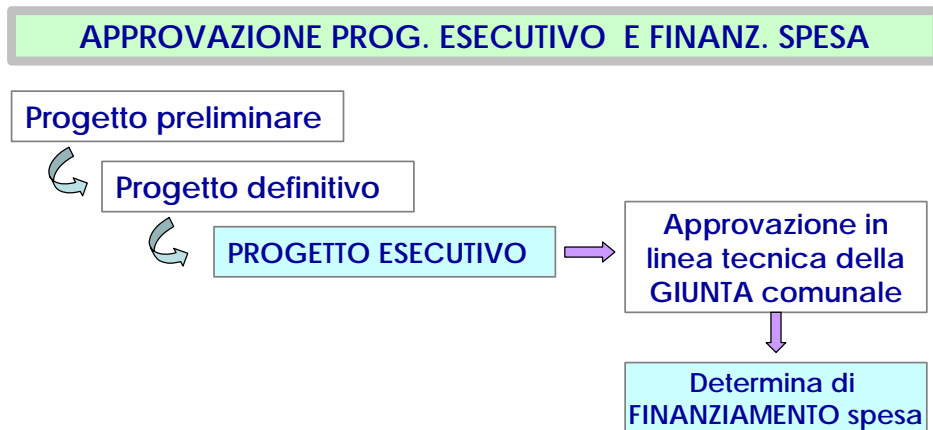 APPROVAZIONE PROG. ESECUTIVO E FINANZ. SPESA
Progetto preliminare
Progetto definitivo
PROGETTO ESECUTIVO
Approvazione in
linea tecnica della
GIUNTA comunale
Determina di
FINANZIAMENTO spesa